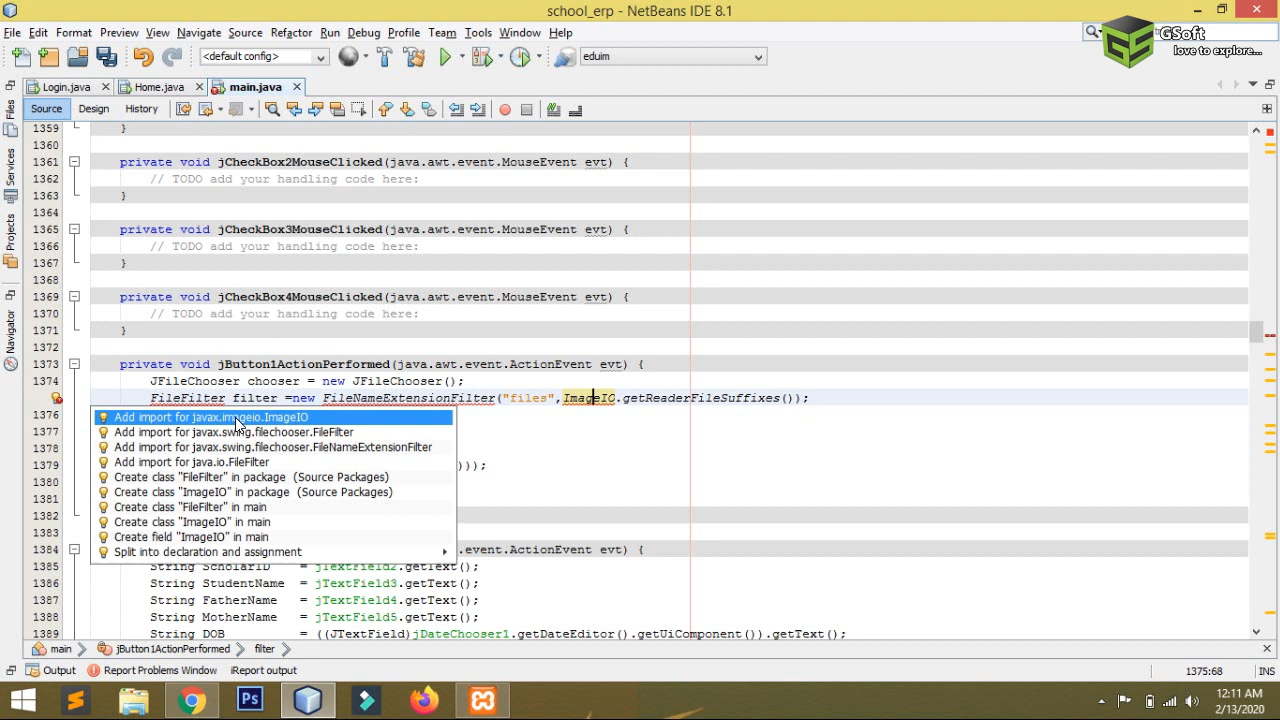 school_erp - NetBeans IDE 8.1
File Edit Format Preview View Navigate Source Refactor Run Debug Profile Team Tools Window Help
GSoft
love to explore...
<default config> eduim
Login.java Home.java main.java
Source Design History
Files
Services
Projects
Navigator
1359 }
1360
1361 private void jCheckBox2MouseClicked(java.awt.event.MouseEvent evt) {
1362 // TODO add your handling code here:
1363 }
1364
1365 private void jCheckBox3MouseClicked(java.awt.event.MouseEvent evt) {
1366 // TODO add your handling code here:
1367 }
1368
1369 private void jCheckBox4MouseClicked(java.awt.event.MouseEvent evt) {
1370 // TODO add your handling code here:
1371 }
1372
1373 private void jButton1ActionPerformed(java.awt.event.ActionEvent evt) {
1374 JFileChooser chooser = new JFileChooser();
FileFilter filter =new FileNameExtensionFilter("files",ImageIO.getReaderFileSuffixes());
1376
Add import for javax.imageio.ImageIO
Add import for javax.swing.filechooser.FileFilter
1377
Add import for javax.swing.filechooser.FileNameExtensionFilter
1378
Add import for java.io.FileFilter
1379 )));
Create class "FileFilter" in package (Source Packages)
1380
Create class "ImageIO" in package (Source Packages)
1381
Create class "FileFilter" in main
1382
Create class "ImageIO" in main
1383
Create field "ImageIO" in main
1384 .event.ActionEvent evt) {
Split into declaration and assignment
1385 String ScholarID = jTextField2.getText();
1386 String StudentName = jTextField3.getText();
1387 String FatherName = jTextField4.getText();
1388 String MotherName = jTextField5.getText();
1389 String DOB = ((JTextField)jDateChooser1.getDateEditor().getUiComponent()).getText();
main jButton1ActionPerformed filter
Output Report Problems Window iReport output
1375:68 INS
Ps
12:11 AM
2/13/2020